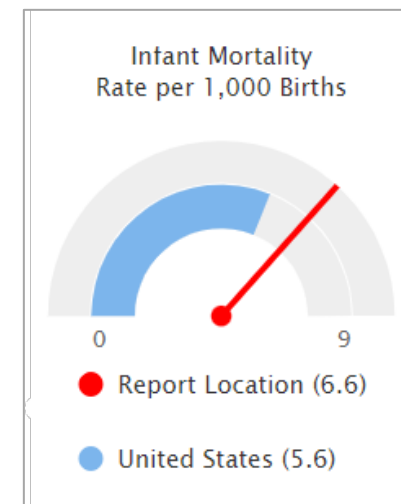 Infant Mortality
Rate per 1,000 Births
0 9
Report Location (6.6)
United States (5.6)